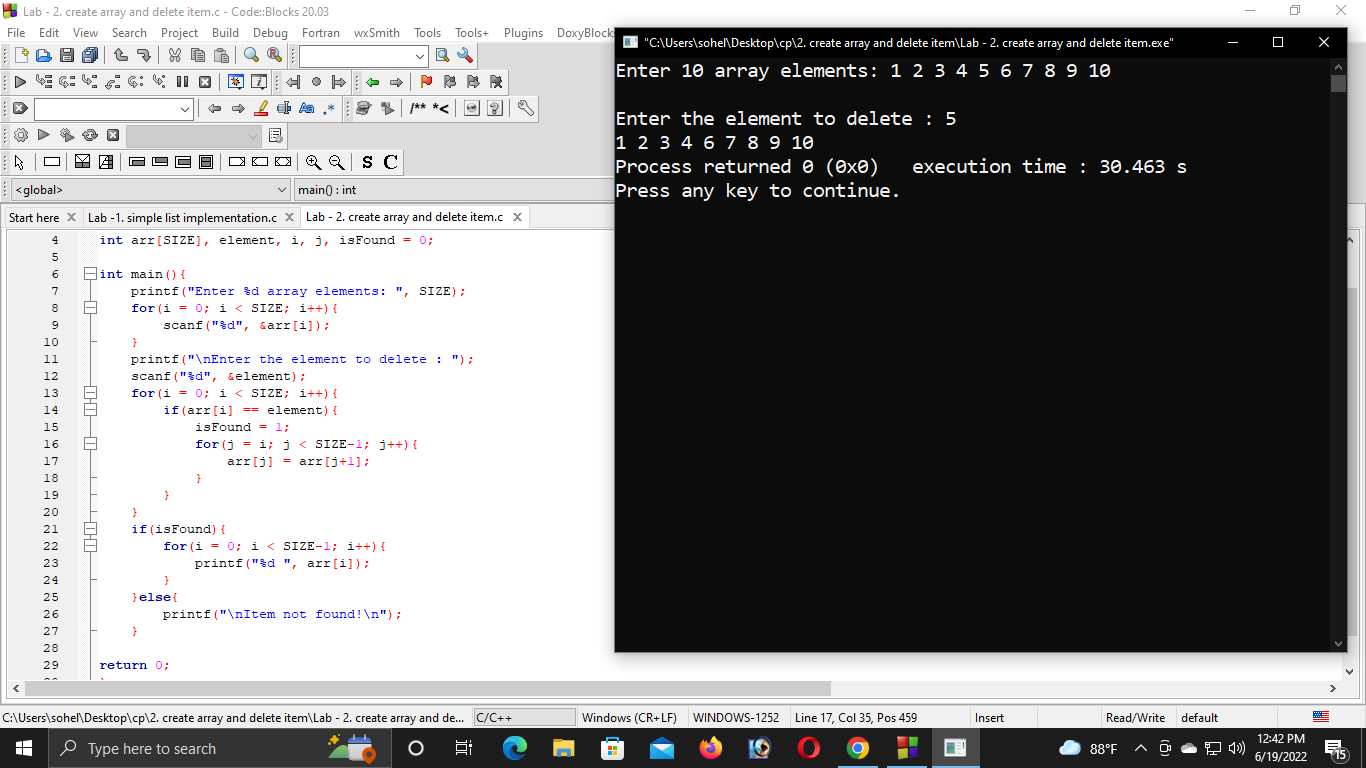 Lab - 2. create array and delete item.c - Code::Blocks 20.03
File Edit View Search Project Build Debug Fortran wxSmith Tools Tools+ Plugins DoxyBlocks
/** *<
S C
<global> main() : int
Start here Lab -1. simple list implementation.c Lab - 2. create array and delete item.c
4 int arr[SIZE], element, i, j, isFound = 0;
5
6 int main(){
7 printf("Enter %d array elements: ", SIZE);
8 for(i = 0; i < SIZE; i++){
9 scanf("%d", &arr[i]);
10 }
11 printf("\nEnter the element to delete : ");
12 scanf("%d", &element);
13 for(i = 0; i < SIZE; i++){
14 if(arr[i] == element){
15 isFound = 1;
16 for(j = i; j < SIZE-1; j++){
17 arr[j] = arr[j+1];
18 }
19 }
20 }
21 if(isFound){
22 for(i = 0; i < SIZE-1; i++){
23 printf("%d ", arr[i]);
24 }
25 }else{
26 printf("\nItem not found!\n");
27 }
28
29 return 0;
"C:\Users\sohel\Desktop\cp\2. create array and delete item\Lab - 2. create array and delete item.exe"
Enter 10 array elements: 1 2 3 4 5 6 7 8 9 10
Enter the element to delete : 5
1 2 3 4 6 7 8 9 10
Process returned 0 (0x0)   execution time : 30.463 s
Press any key to continue.
C:\Users\sohel\Desktop\cp\2. create array and delete item\Lab - 2. create array and de... C/C++ Windows (CR+LF) WINDOWS-1252 Line 17, Col 35, Pos 459 Insert Read/Write default
Type here to search 88°F 12:42 PM
6/19/2022 15